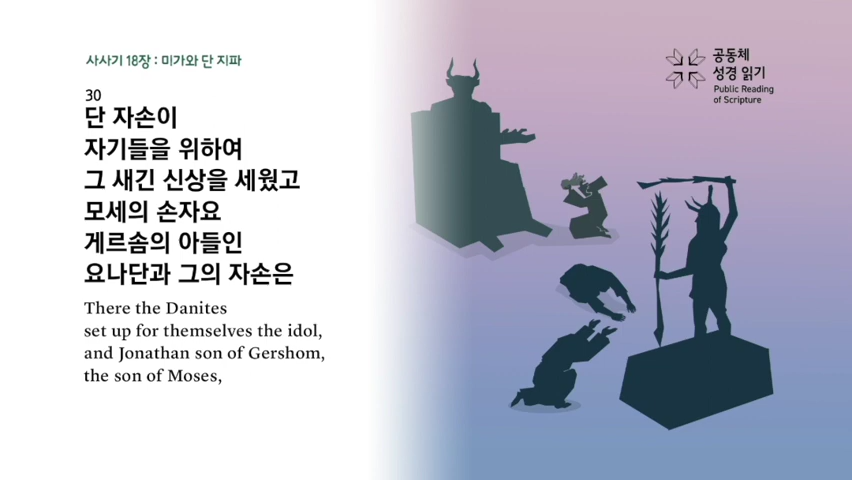 사사기 18장 : 미가와 단 지파
30
단 자손이
자기들을 위하여
그 새긴 신상을 세웠고
모세의 손자요
게르솜의 아들인
요나단과 그의 자손은
There the Danites
set up for themselves the idol,
and Jonathan son of Gershom,
the son of Moses,
공동체
성경 읽기
Public Reading
of Scripture